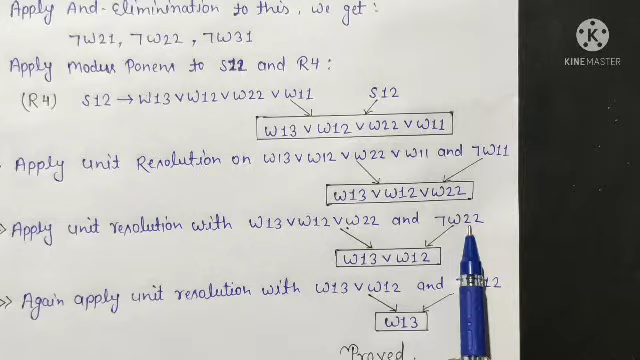 Apply And-Elimination to this, we get:
KINEMASTER
¬W21, ¬W22, ¬W31
Apply Modus Ponens to S12 and R4:
(R4) S12 → W13 ∨ W12 ∨ W22 ∨ W11 S12
W13 ∨ W12 ∨ W22 ∨ W11
Apply unit Resolution on W13 ∨ W12 ∨ W22 ∨ W11 and ¬W11
W13 ∨ W12 ∨ W22
> Apply unit resolution with W13 ∨ W12 ∨ W22 and ¬W22
W13 ∨ W12
>> Again apply unit resolution with W13 ∨ W12 and 12
W13
Proved.